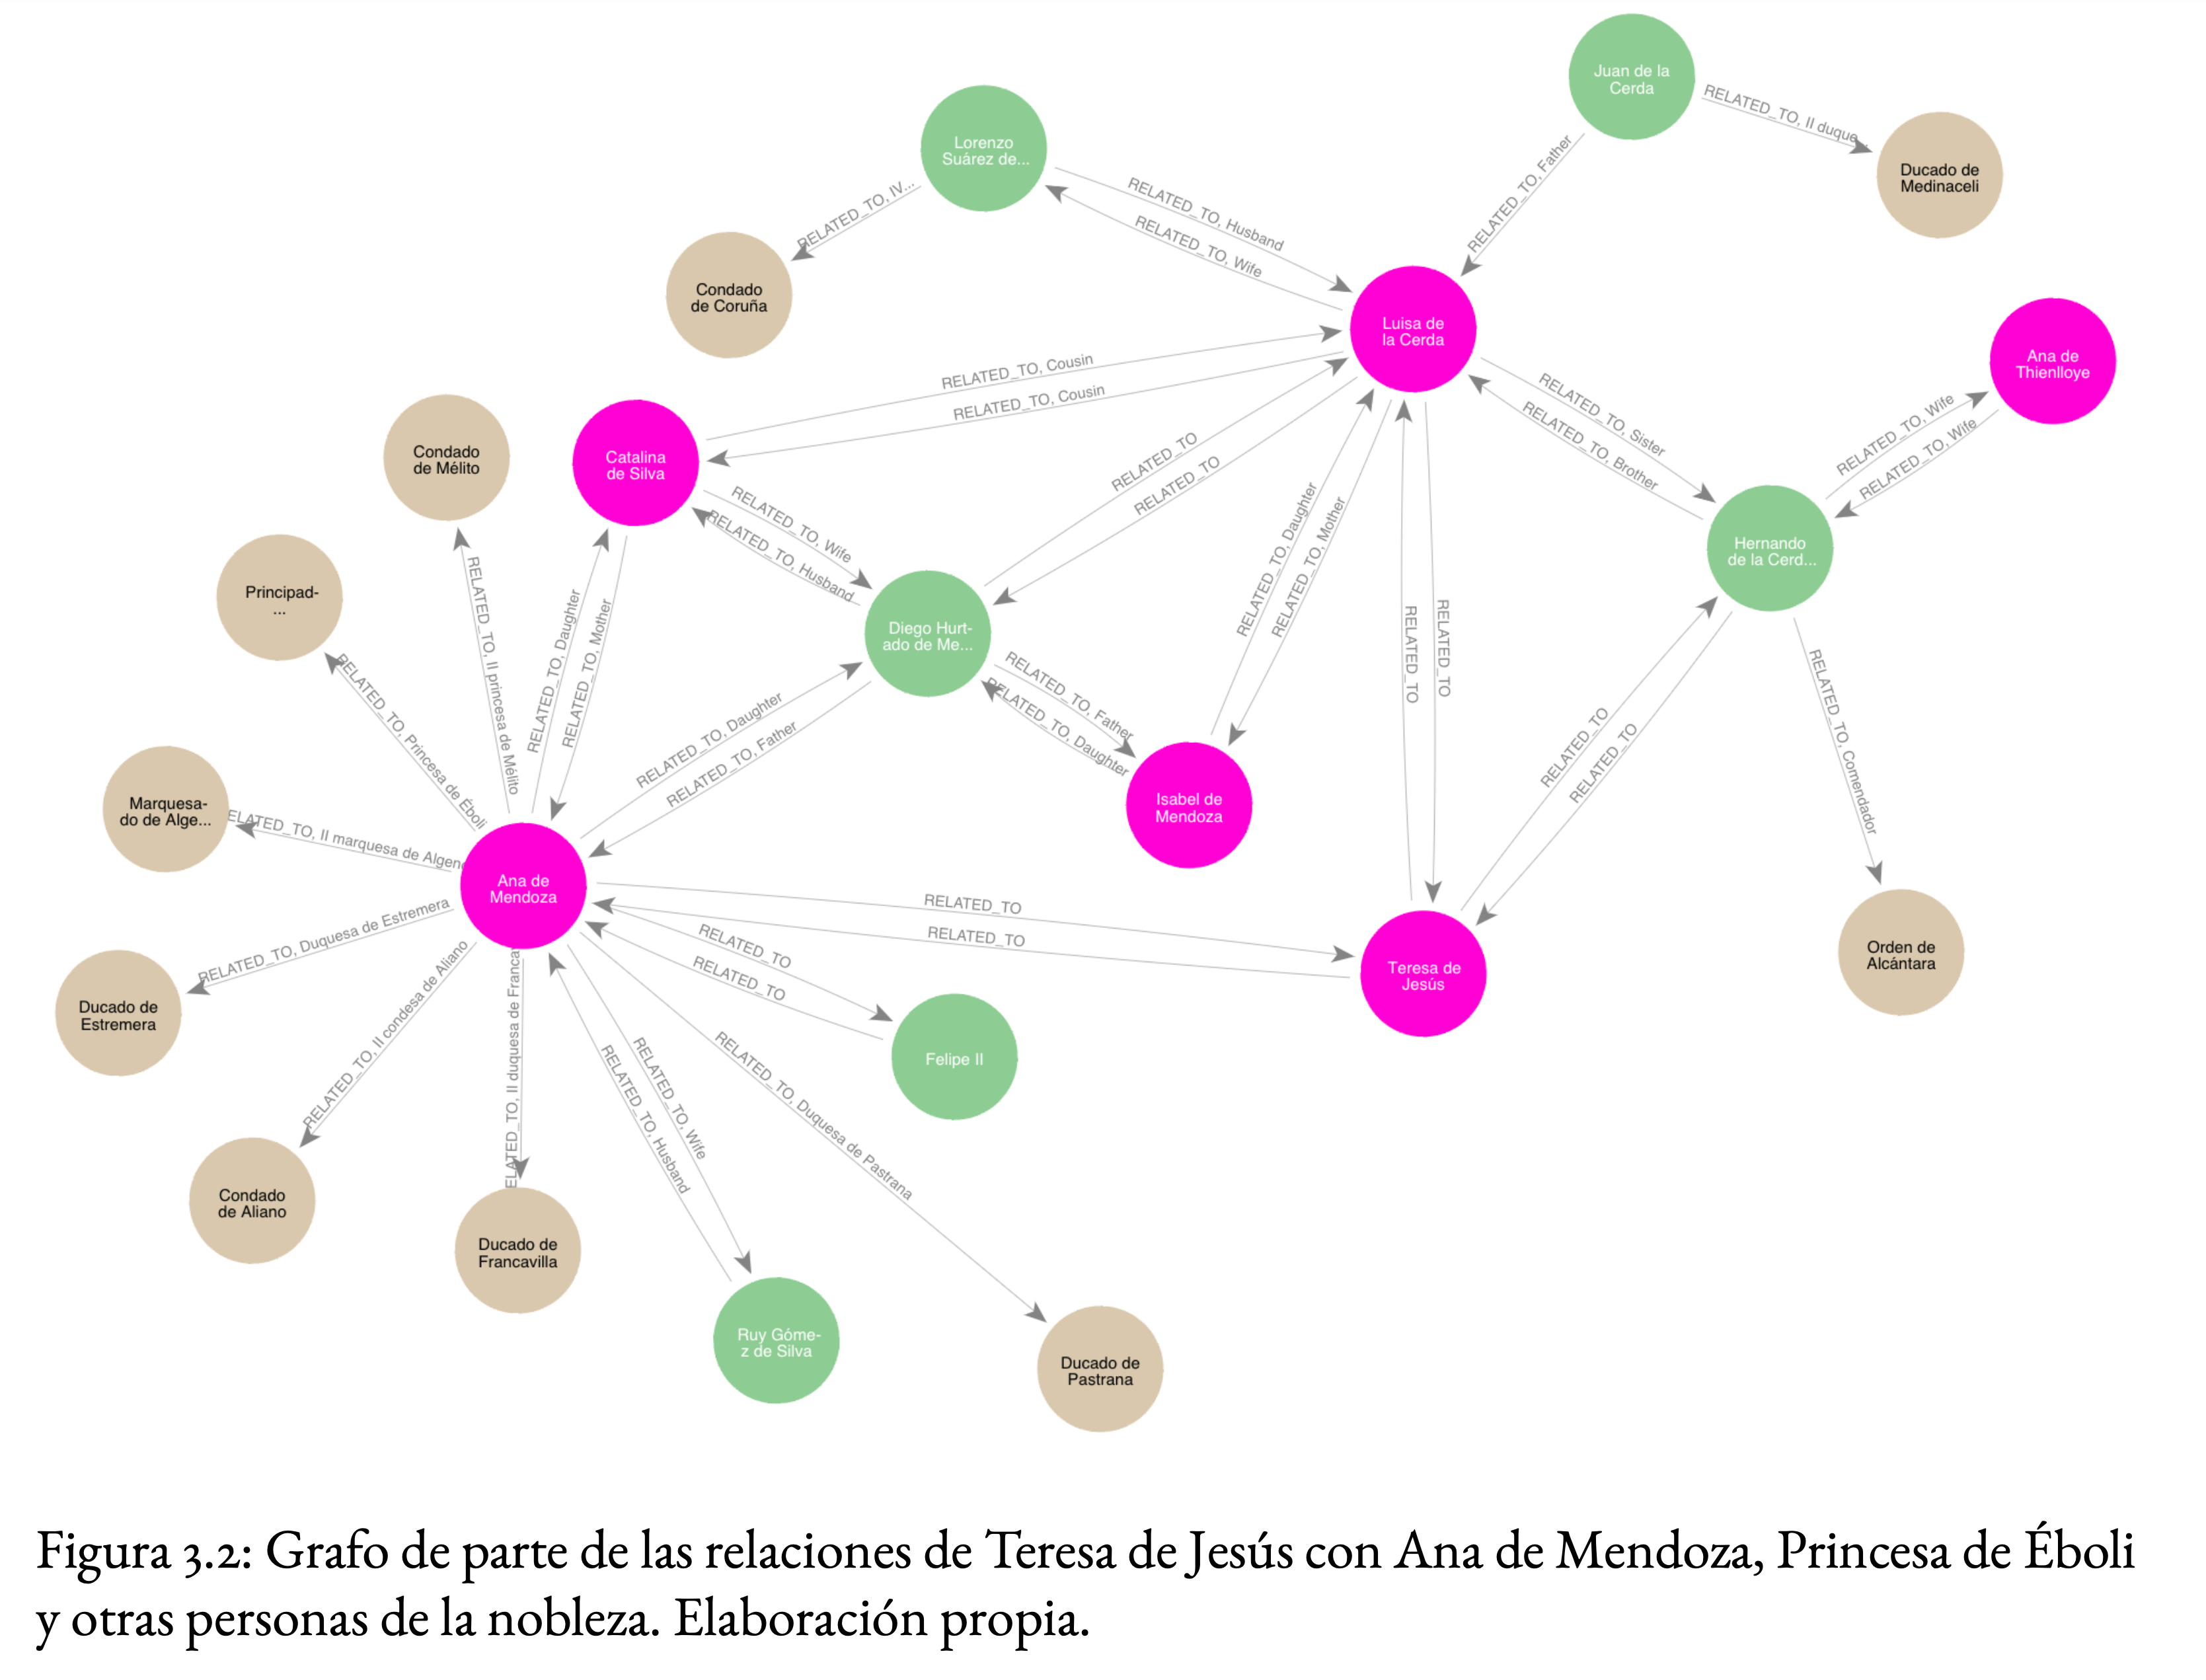 Juan de la
Cerda
RELATED_TO, II duque...
Ducado de
Medinaceli
Lorenzo
Suárez de...
RELATED_TO, Father
RELATED_TO, IV...
RELATED_TO, Husband
RELATED_TO, Wife
Condado
de Coruña
Luisa de
la Cerda
Ana de
Thienlloye
RELATED_TO, Cousin
RELATED_TO, Cousin
RELATED_TO, Sister
RELATED_TO, Brother
RELATED_TO, Wife
RELATED_TO, Wife
Condado
de Mélito
Catalina
de Silva
RELATED_TO
RELATED_TO
RELATED_TO, Wife
RELATED_TO, Husband
RELATED_TO, Daughter
RELATED_TO, Mother
Hernando
de la Cerd...
Principad-
...
RELATED_TO, II princesa de Mélito
RELATED_TO, Daughter
RELATED_TO, Mother
Diego Hurt-
ado de Me...
RELATED_TO
RELATED_TO
RELATED_TO, Princesa de Éboli
RELATED_TO, Daughter
RELATED_TO, Father
RELATED_TO, Father
RELATED_TO, Daughter
RELATED_TO
RELATED_TO
RELATED_TO, Comendador
Marquesa-
do de Alge...
ELATED_TO, II marquesa de Algeno
Isabel de
Mendoza
Ana de
Mendoza
RELATED_TO
RELATED_TO
RELATED_TO, Duquesa de Estremera
RELATED_TO
RELATED_TO
Teresa de
Jesús
Orden de
Alcántara
Ducado de
Estremera
RELATED_TO, II condesa de Aliano
ELATED_TO, II duquesa de Franca
Felipe II
RELATED_TO, Wife
RELATED_TO, Husband
RELATED_TO, Duquesa de Pastrana
Condado
de Aliano
Ducado de
Francavilla
Ruy Góme-
z de Silva
Ducado de
Pastrana
Figura 3.2: Grafo de parte de las relaciones de Teresa de Jesús con Ana de Mendoza, Princesa de Éboli
y otras personas de la nobleza. Elaboración propia.